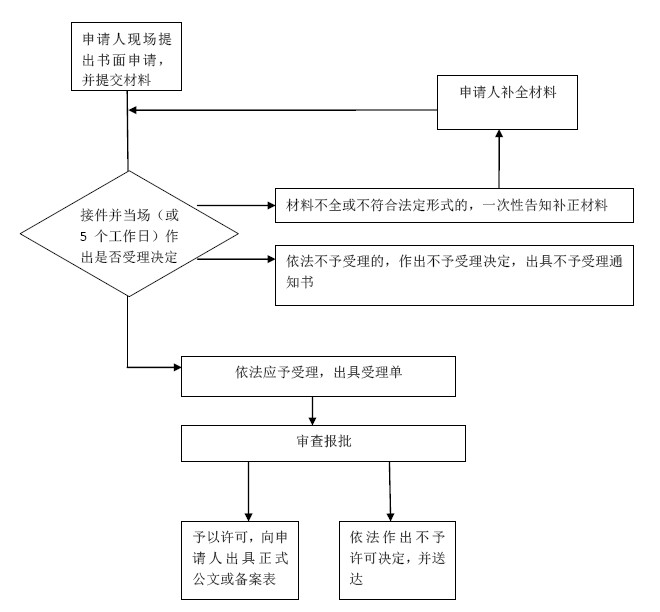 申请人现场提
出书面申请，
并提交材料
申请人补全材料
接件并当场（或
5 个工作日）作
出是否受理决定
材料不全或不符合法定形式的，一次性告知补正材料
依法不予受理的，作出不予受理决定，出具不予受理通
知书
依法应予受理，出具受理单
审查报批
予以许可，向申
请人出具正式
公文或备案表
依法作出不予
许可决定，并送
达